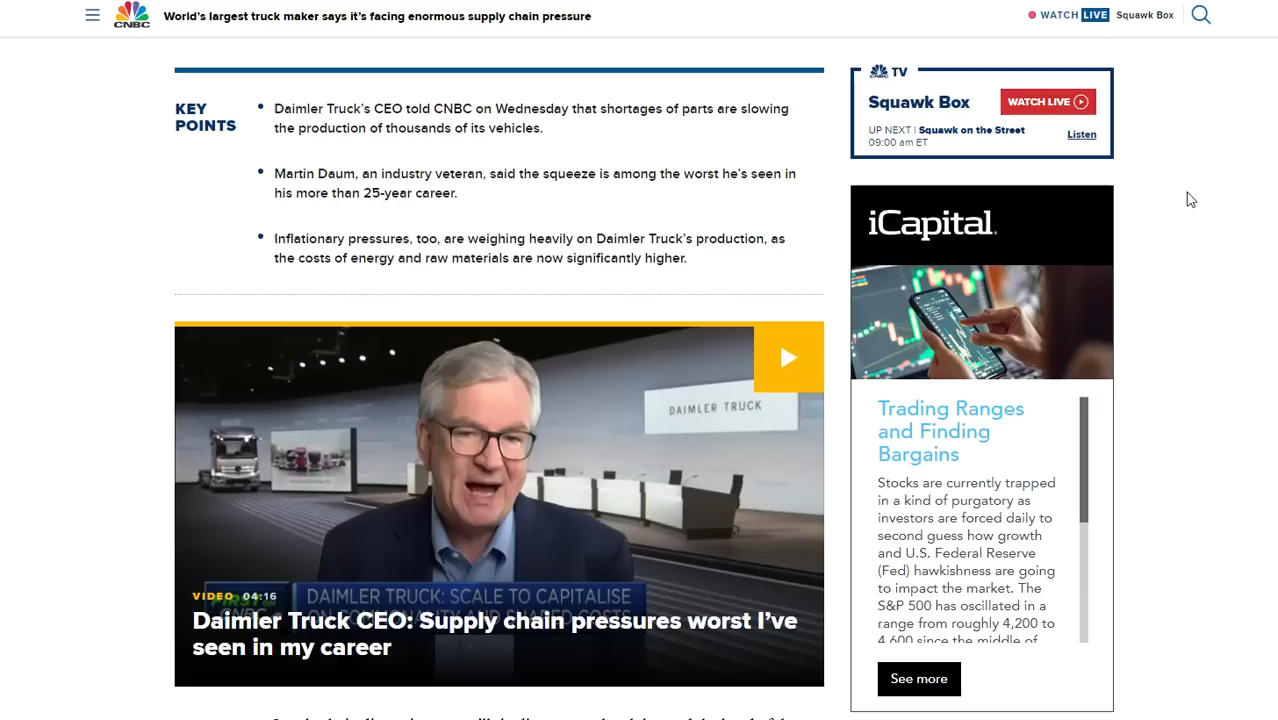 CNBC
World's largest truck maker says it's facing enormous supply chain pressure
WATCH LIVE Squawk Box
KEY
POINTS
Daimler Truck's CEO told CNBC on Wednesday that shortages of parts are slowing
the production of thousands of its vehicles.
Martin Daum, an industry veteran, said the squeeze is among the worst he's seen in
his more than 25-year career.
Inflationary pressures, too, are weighing heavily on Daimler Truck's production, as
the costs of energy and raw materials are now significantly higher.
DAIMLER TRUCK
DAIMLER TRUCK: SCALE TO CAPITALISE
VIDEO 04:16
Daimler Truck CEO: Supply chain pressures worst I've
seen in my career
TV
Squawk Box
WATCH LIVE
UP NEXT | Squawk on the Street
09:00 am ET
Listen
iCapital.
Trading Ranges
and Finding
Bargains
Stocks are currently trapped
in a kind of purgatory as
investors are forced daily to
second guess how growth
and U.S. Federal Reserve
(Fed) hawkishness are going
to impact the market. The
S&P 500 has oscillated in a
range from roughly 4,200 to
4,600 since the middle of
See more